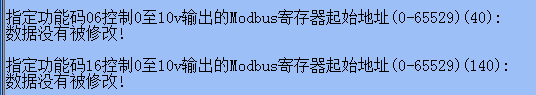 指定功能码06控制0至10v输出的Modbus寄存器起始地址(0-65529)(40):
数据没有被修改!
指定功能码16控制0至10v输出的Modbus寄存器起始地址(0-65529)(140):
数据没有被修改!